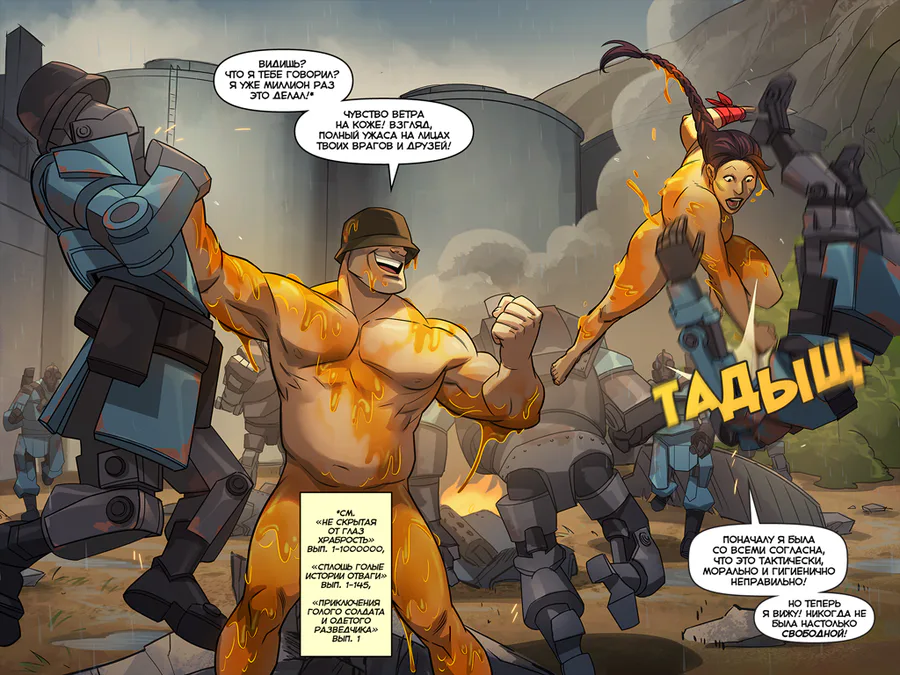 ВИДИШЬ?
ЧТО Я ТЕБЕ ГОВОРИЛ?
Я УЖЕ МИЛЛИОН РАЗ
ЭТО ДЕЛАЛ!*
ЧУВСТВО ВЕТРА
НА КОЖЕ! ВЗГЛЯД,
ПОЛНЫЙ УЖАСА НА ЛИЦАХ
ТВОИХ ВРАГОВ И ДРУЗЕЙ!
ТАДЫЩ
*СМ.
«НЕ СКРЫТАЯ
ОТ ГЛАЗ
ХРАБРОСТЬ»
ВЫП. 1-1000000,
«СПЛОШЬ ГОЛЫЕ
ИСТОРИИ ОТВАГИ»
ВЫП. 1-145,
«ПРИКЛЮЧЕНИЯ
ГОЛОГО СОЛДАТА
И ОДЕТОГО
РАЗВЕДЧИКА»
ВЫП. 1
ПОНАЧАЛУ Я БЫЛА
СО ВСЕМИ СОГЛАСНА,
ЧТО ЭТО ТАКТИЧЕСКИ,
МОРАЛЬНО И ГИГИЕНИЧНО
НЕПРАВИЛЬНО!
НО ТЕПЕРЬ
Я ВИЖУ! НИКОГДА НЕ
БЫЛА НАСТОЛЬКО
СВОБОДНОЙ!